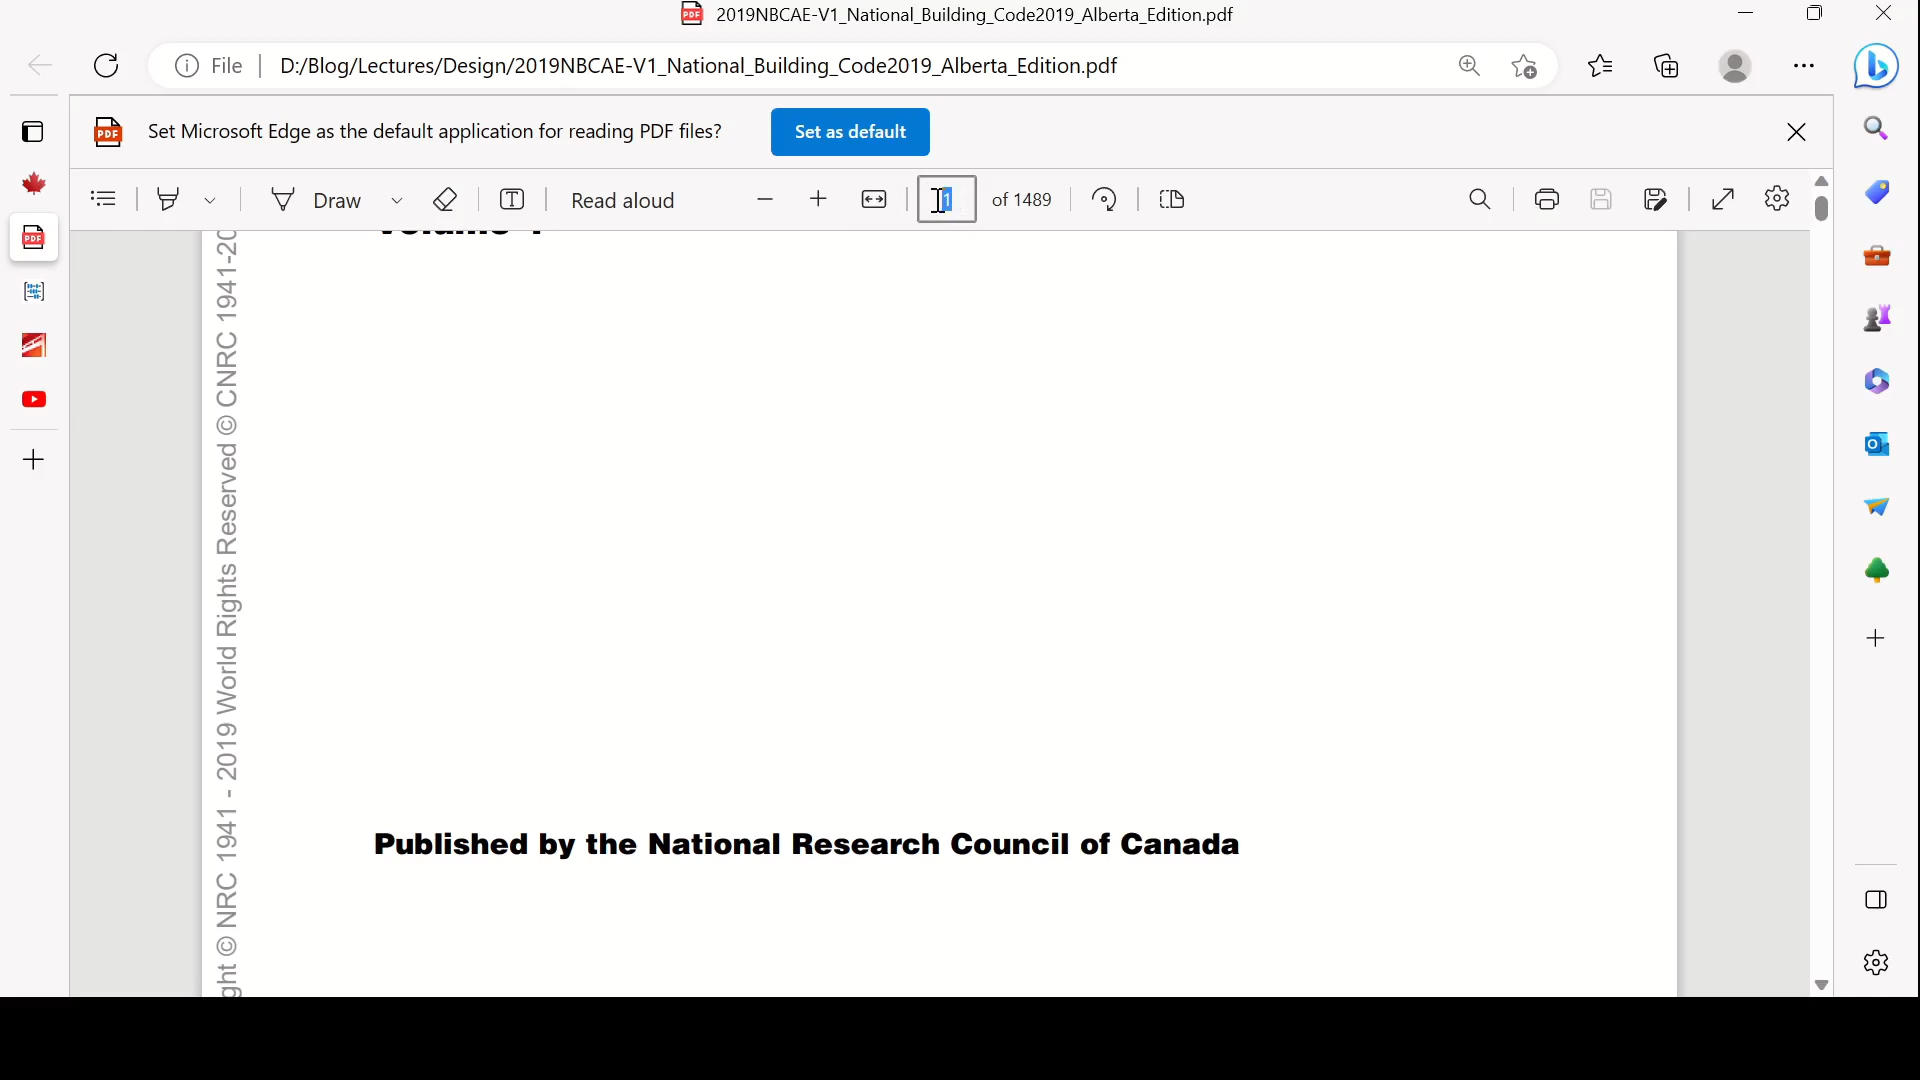 2019NBCAE-V1_National_Building_Code2019_Alberta_Edition.pdf
File
D:/Blog/Lectures/Design/2019NBCAE-V1_National_Building_Code2019_Alberta_Edition.pdf
PDF
Set Microsoft Edge as the default application for reading PDF files?
Set as default
Draw
Read aloud
1
of 1489
ght © NRC 1941 - 2019 World Rights Reserved © CNRC 1941-20
Published by the National Research Council of Canada